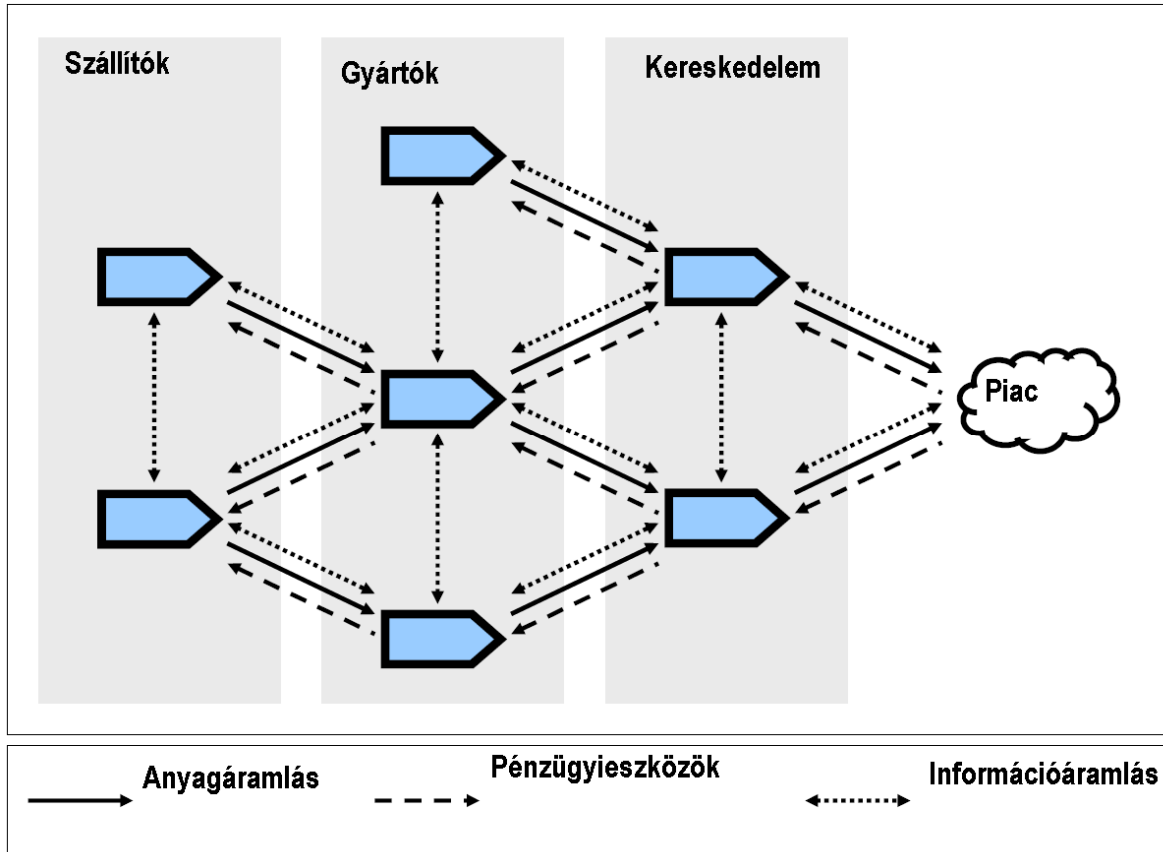 Szállítók
Gyártók
Kereskedelem
Piac
Anyagáramlás
Pénzügyieszközök
Információáramlás